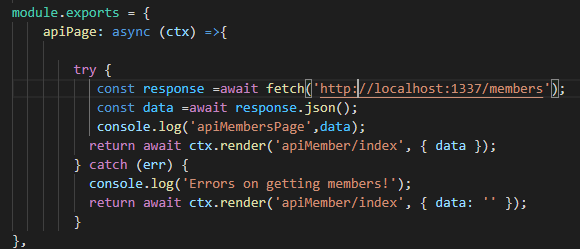 module.exports = {
apiPage: async (ctx) =>{
try {
const response =await fetch('http://localhost:1337/members');
const data =await response.json();
console.log('apiMembersPage',data);
return await ctx.render('apiMember/index', { data });
} catch (err) {
console.log('Errors on getting members!');
return await ctx.render('apiMember/index', { data: '' });
}
},